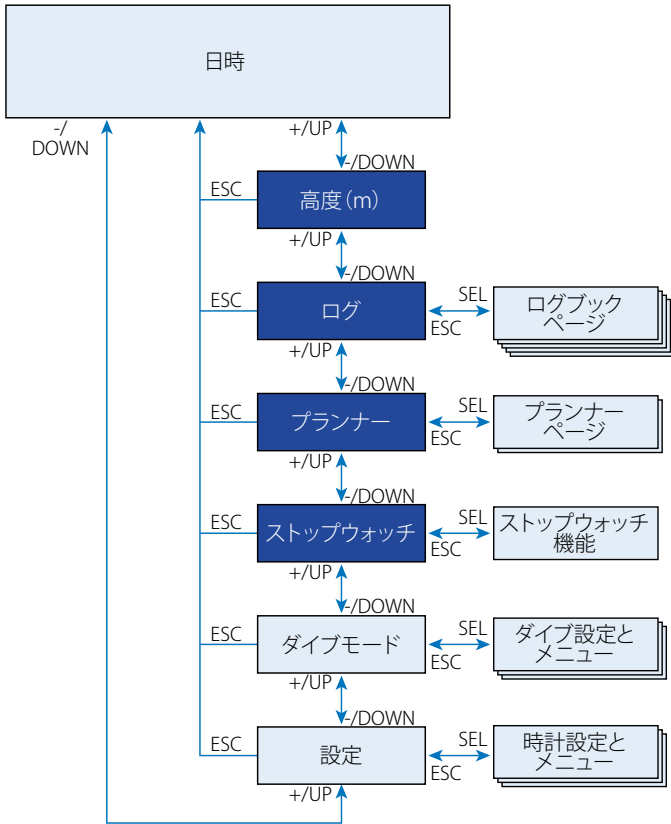 日時
-/
DOWN
+/UP
-/DOWN
ESC
高度（m）
+/UP
-/DOWN
ESC
ログ
SEL
ESC
ログブック
ページ
+/UP
-/DOWN
ESC
プランナー
SEL
ESC
プランナー
ページ
+/UP
-/DOWN
ESC
ストップウォッチ
SEL
ESC
ストップウォッチ
機能
+/UP
-/DOWN
ESC
ダイブモード
SEL
ESC
ダイブ設定と
メニュー
+/UP
-/DOWN
ESC
設定
SEL
ESC
時計設定と
メニュー
+/UP